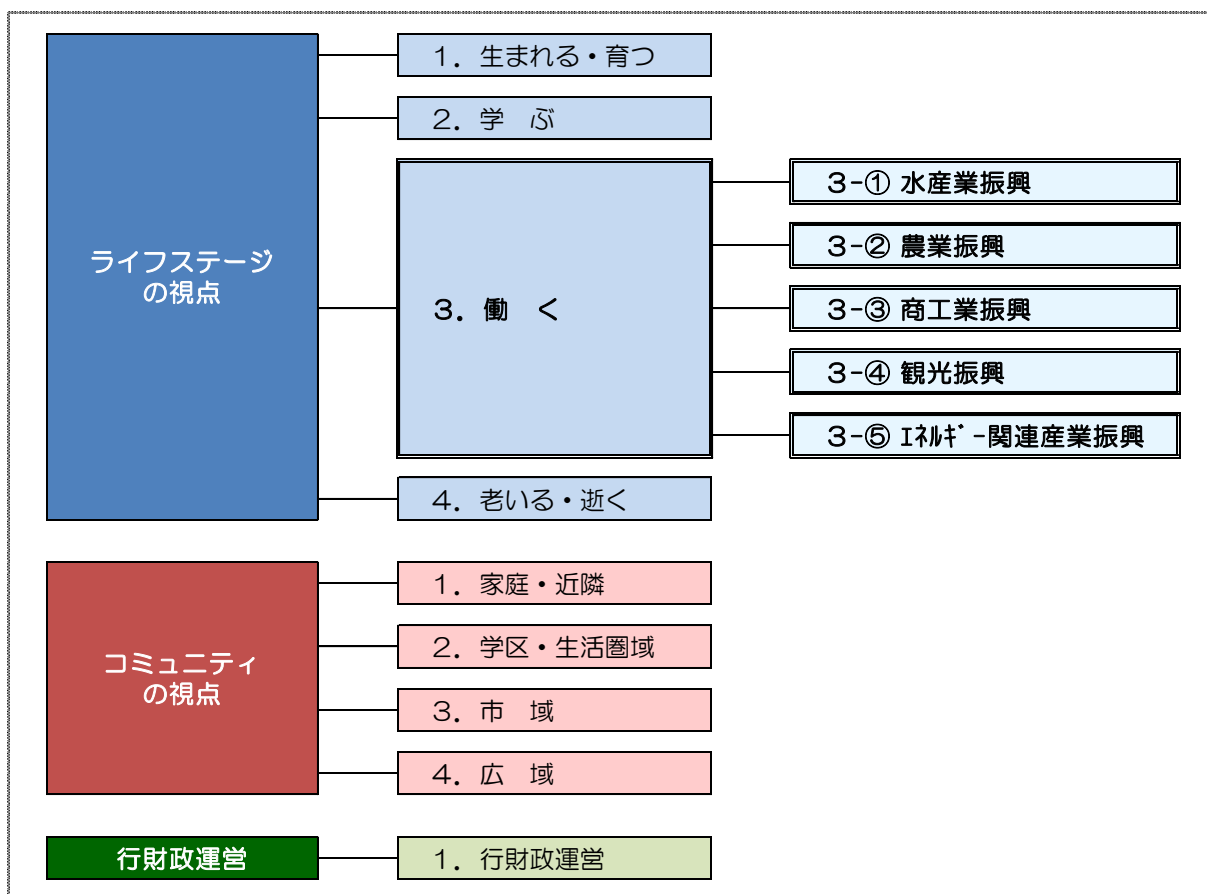 ライフステージ
の視点
１．生まれる・育つ
２．学　ぶ
３．働　く
３-① 水産業振興
３-② 農業振興
３-③ 商工業振興
３-④ 観光振興
３-⑤ ｴﾈﾙｷﾞｰ関連産業振興
４．老いる・逝く
コミュニティ
の視点
１．家庭・近隣
２．学区・生活圏域
３．市　域
４．広　域
行財政運営
１．行財政運営